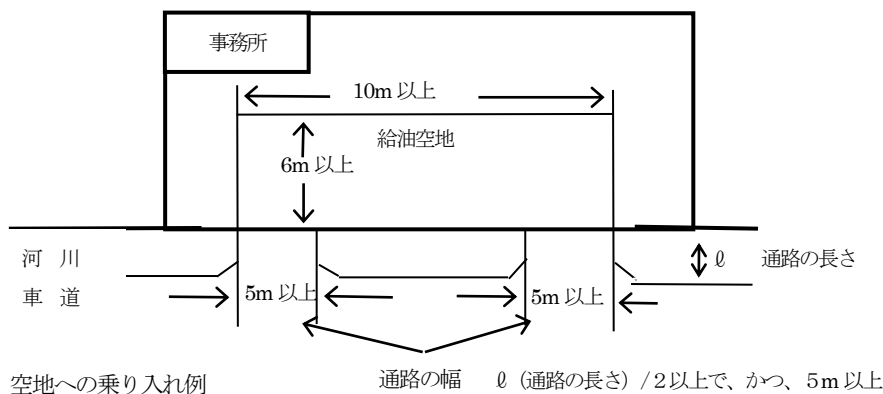 事務所
10m 以上
給油空地
6m 以上
河 川
ℓ 通路の長さ
車 道
5m 以上
5m 以上
空地への乗り入れ例
通路の幅 ℓ（通路の長さ）/２以上で、かつ、５ｍ以上